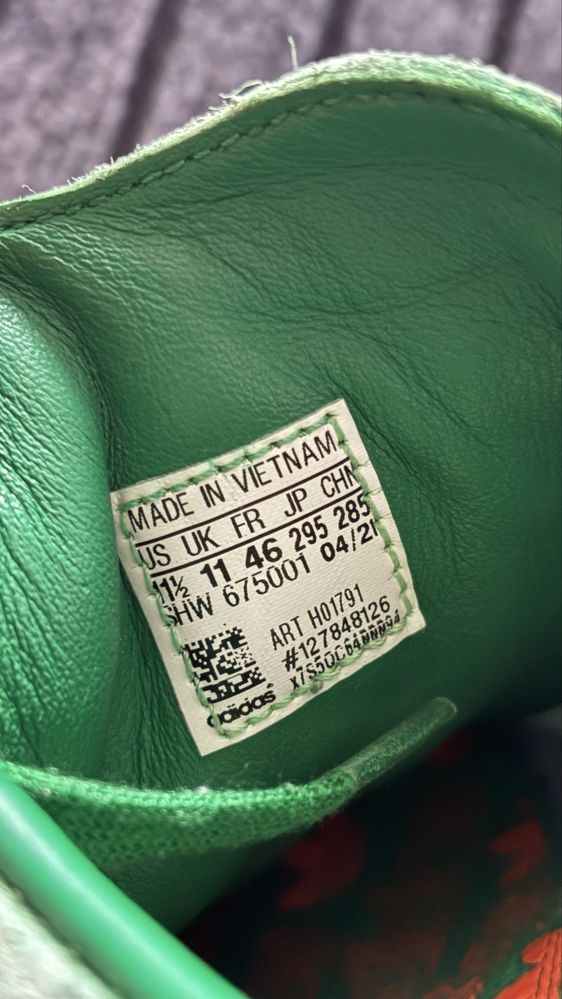 MADE IN VIETNAM
US UK FR JP CHN
11½ 11 46 295 285
SHW 675001 04/21
ART H01791
#127848126
adidas